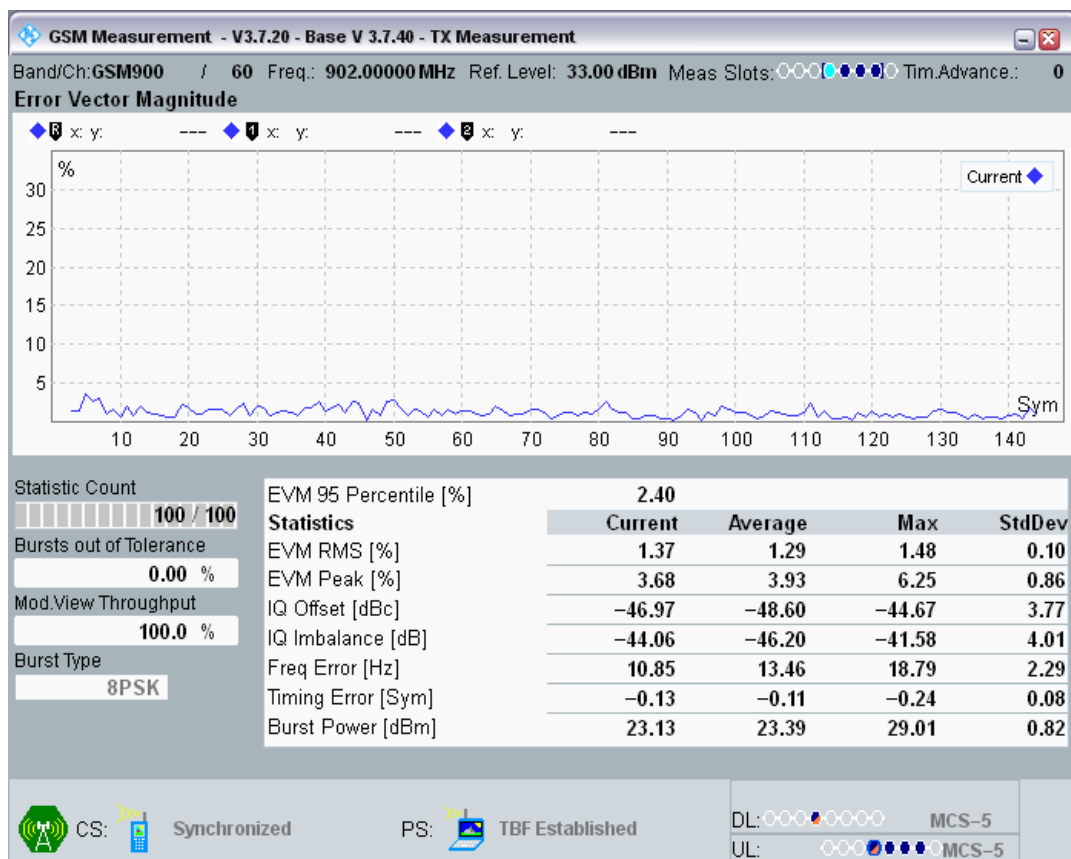 GSM Measurement - V3.7.20 - Base V 3.7.40 - TX Measurement
Band/Ch:GSM900 / 60 Freq.: 902.00000 MHz Ref. Level: 33.00 dBm Meas Slots: Tim.Advance.: 0
Error Vector Magnitude
R x: y: --- 1 x: y: --- 2 x: y: ---
%
Current
30
25
20
15
10
5
Sym
10 20 30 40 50 60 70 80 90 100 110 120 130 140
Statistic Count
100 / 100
Bursts out of Tolerance
0.00 %
Mod.View Throughput
100.0 %
Burst Type
8PSK
EVM 95 Percentile [%] 2.40
Statistics Current Average Max StdDev
EVM RMS [%] 1.37 1.29 1.48 0.10
EVM Peak [%] 3.68 3.93 6.25 0.86
IQ Offset [dBc] −46.97 −48.60 −44.67 3.77
IQ Imbalance [dB] −44.06 −46.20 −41.58 4.01
Freq Error [Hz] 10.85 13.46 18.79 2.29
Timing Error [Sym] −0.13 −0.11 −0.24 0.08
Burst Power [dBm] 23.13 23.39 29.01 0.82
CS: Synchronized PS: TBF Established
DL: MCS−5
UL: MCS−5